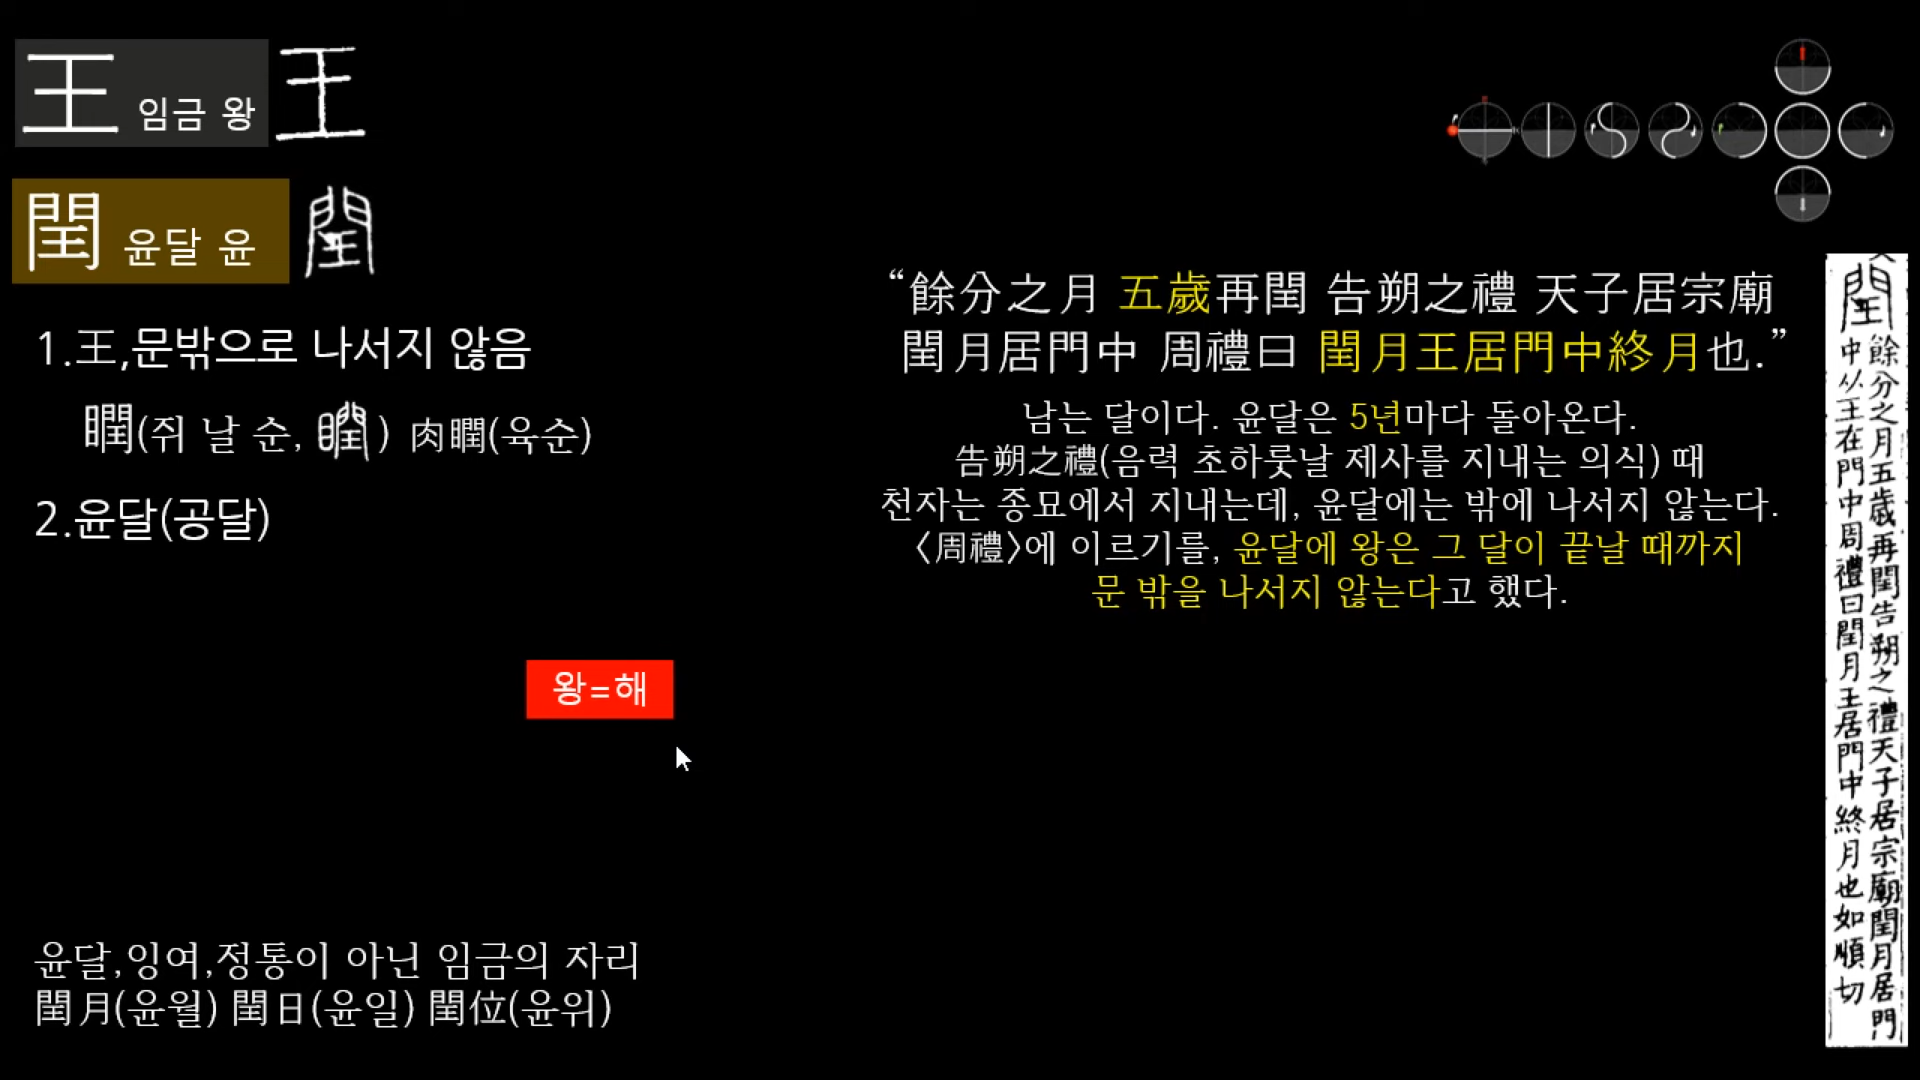 王 임금 왕 王
閏 윤달 윤 閏
1.王,문밖으로 나서지 않음
瞤(쥐 날 순, 瞤) 肉瞤(육순)
2.윤달(공달)
왕=해
윤달,잉여,정통이 아닌 임금의 자리
閏月(윤월) 閏日(윤일) 閏位(윤위)
“餘分之月 五歲再閏 告朔之禮 天子居宗廟
閏月居門中 周禮曰 閏月王居門中終月也.”
남는 달이다. 윤달은 5년마다 돌아온다.
告朔之禮(음력 초하룻날 제사를 지내는 의식) 때
천자는 종묘에서 지내는데, 윤달에는 밖에 나서지 않는다.
〈周禮〉에 이르기를, 윤달에 왕은 그 달이 끝날 때까지
문 밖을 나서지 않는다고 했다.
閏
餘分之月五歲再閏告朔之禮天子居宗廟閏月居門
中从王在門中周禮曰閏月王居門中終月也如順切